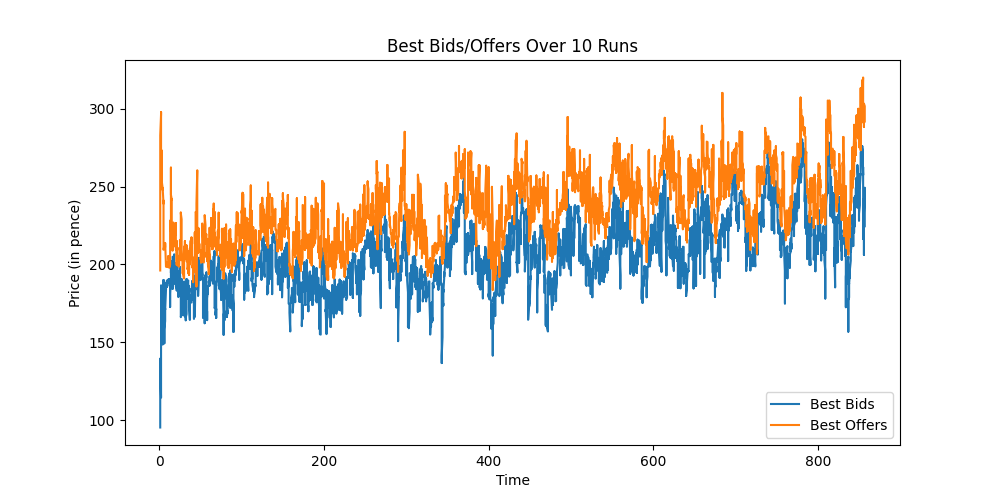 Best Bids/Offers Over 10 Runs
300
250
200
150
100
Price (in pence)
0 200 400 600 800
Time
Best Bids
Best Offers